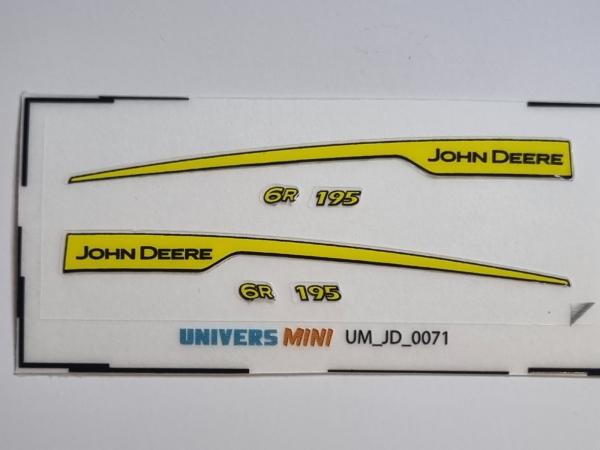 JOHN DEERE
6R 195
JOHN DEERE
6R 195
UNIVERS MINI UM_JD_0071